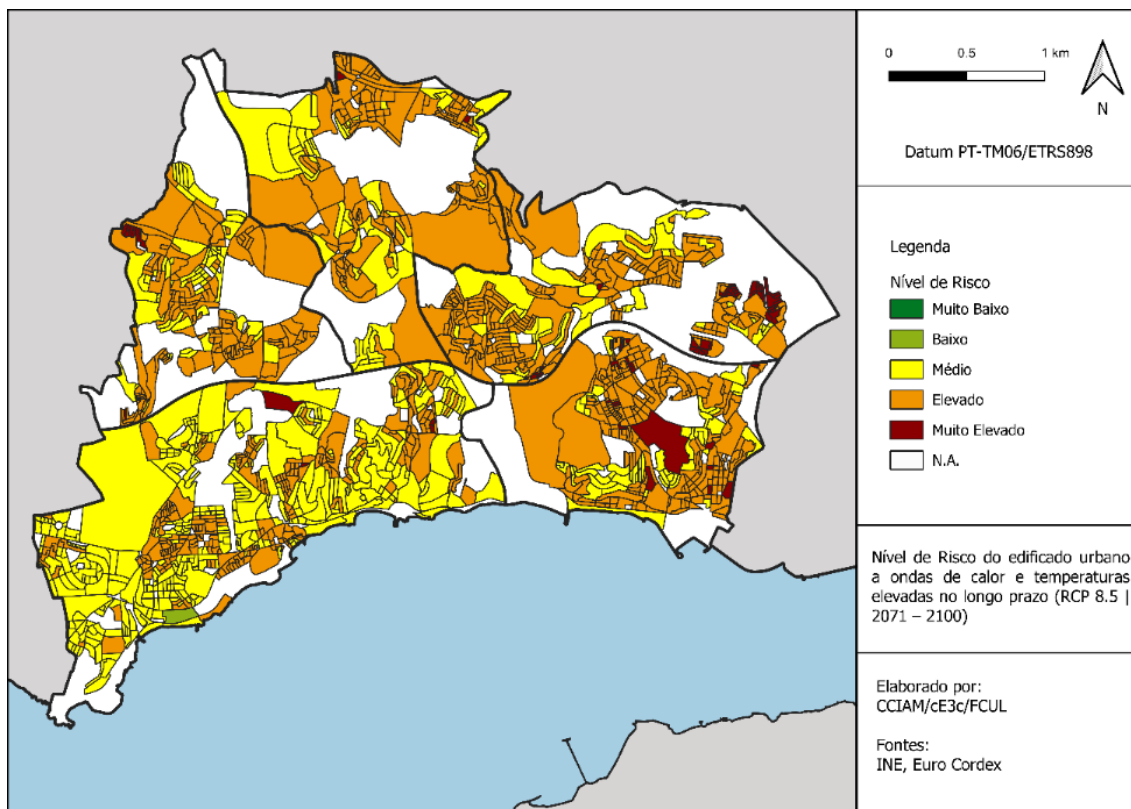 0 0.5 1 km
N
Datum PT-TM06/ETRS898
Legenda
Nível de Risco
Muito Baixo
Baixo
Médio
Elevado
Muito Elevado
N.A.
Nível de Risco do edificado urbano
a ondas de calor e temperaturas
elevadas no longo prazo (RCP 8.5 |
2071 – 2100)
Elaborado por:
CCIAM/cE3c/FCUL
Fontes:
INE, Euro Cordex